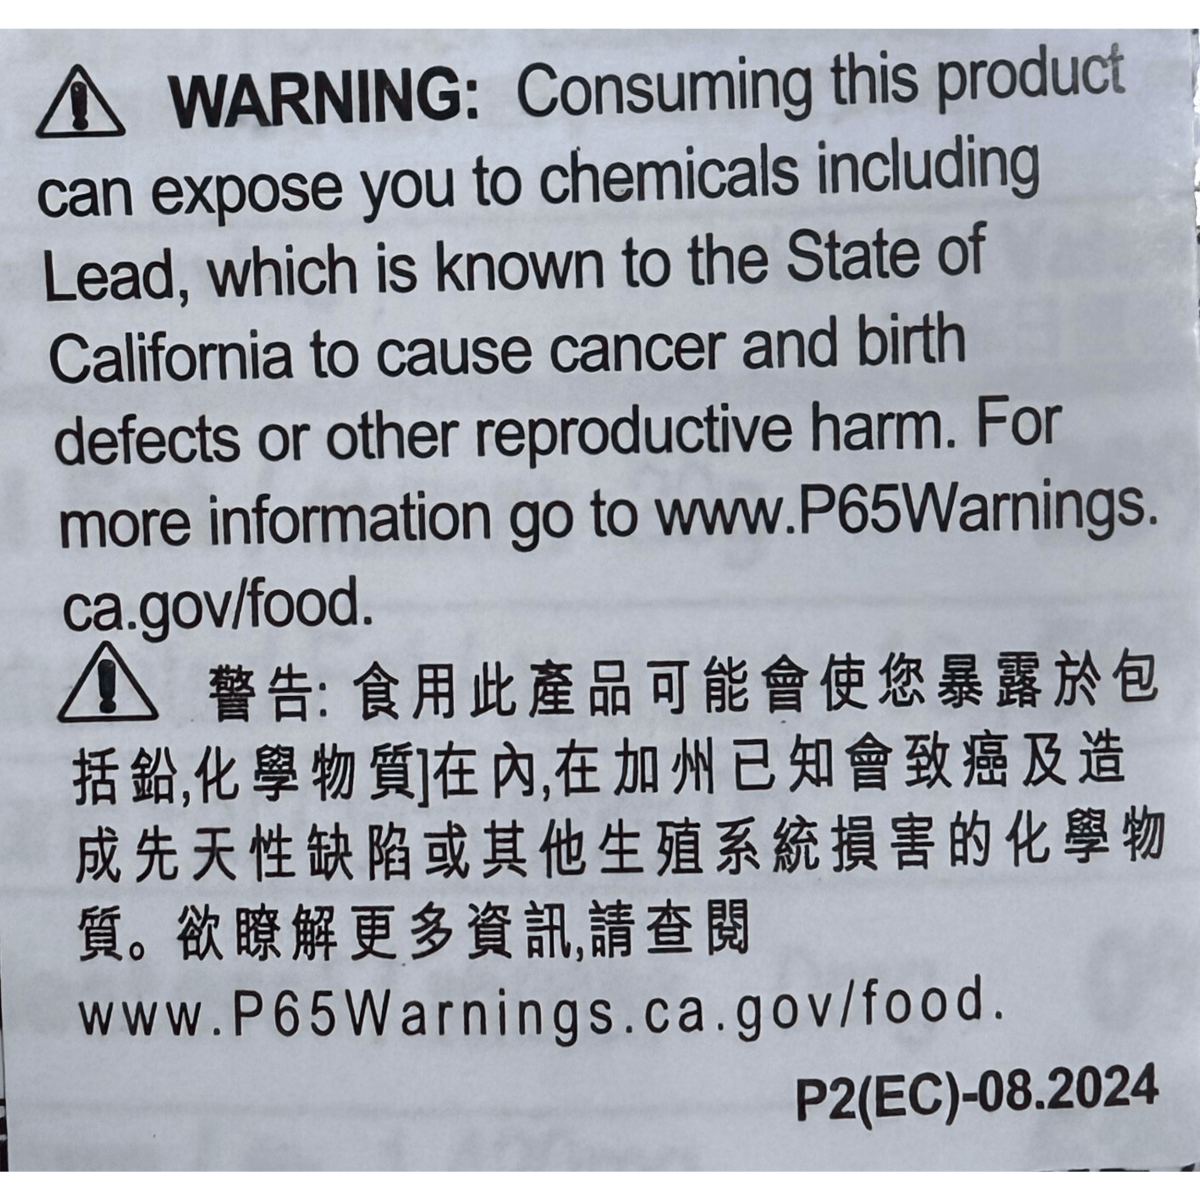 ⚠ WARNING: Consuming this product
can expose you to chemicals including
Lead, which is known to the State of
California to cause cancer and birth
defects or other reproductive harm. For
more information go to www.P65Warnings.
ca.gov/food.
⚠ 警告: 食用此產品可能會使您暴露於包
括鉛,化學物質]在內,在加州已知會致癌及造
成先天性缺陷或其他生殖系統損害的化學物
質。欲瞭解更多資訊,請查閱
www.P65Warnings.ca.gov/food.
P2(EC)-08.2024